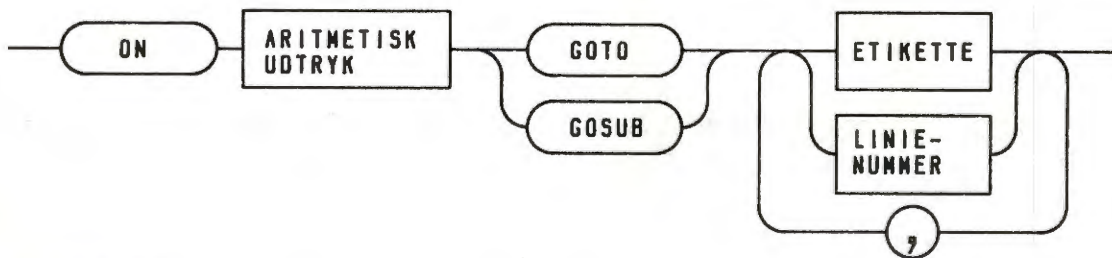 ON
ARITMETISK
UDTRYK
GOTO
GOSUB
ETIKETTE
LINIE-
NUMMER
,